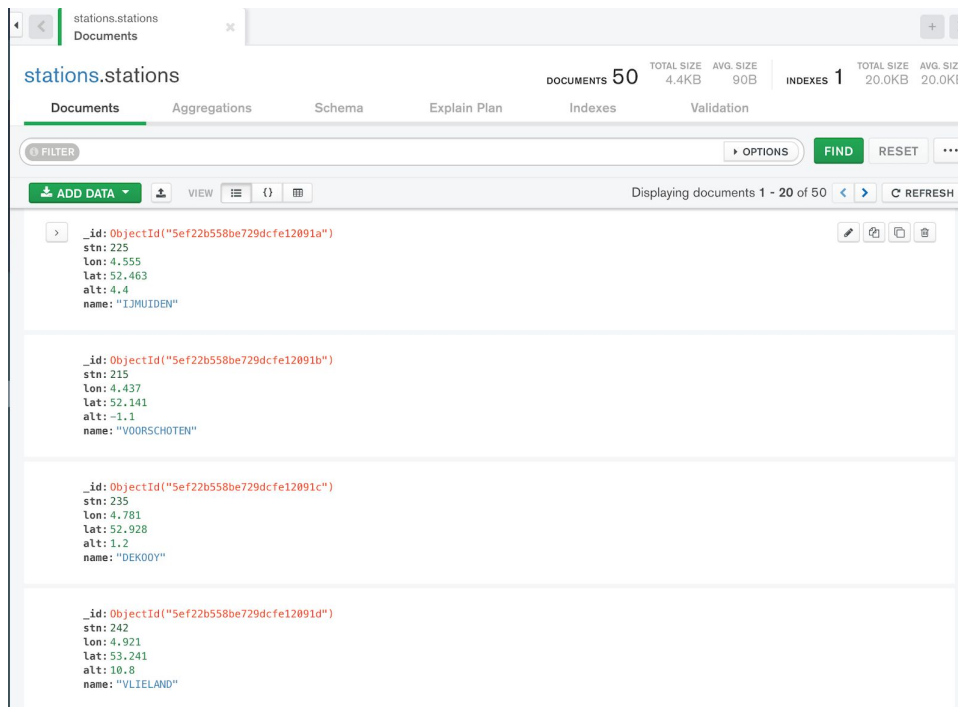 stations.stations
Documents
stations.stations
DOCUMENTS 50 TOTAL SIZE 4.4KB AVG. SIZE 90B INDEXES 1 TOTAL SIZE 20.0KB AVG.
Documents Aggregations Schema Explain Plan Indexes Validation
FILTER OPTIONS FIND RESET
ADD DATA VIEW {} Displaying documents 1 - 20 of 50 REFRESH
_id: ObjectId("5ef22b558be729dcfe12091a")
stn: 225
lon: 4.555
lat: 52.463
alt: 4.4
name: "IJMUIDEN"
_id: ObjectId("5ef22b558be729dcfe12091b")
stn: 215
lon: 4.437
lat: 52.141
alt: -1.1
name: "VOORSCHOTEN"
_id: ObjectId("5ef22b558be729dcfe12091c")
stn: 235
lon: 4.781
lat: 52.928
alt: 1.2
name: "DEKOOY"
_id: ObjectId("5ef22b558be729dcfe12091d")
stn: 242
lon: 4.921
lat: 53.241
alt: 10.8
name: "VLIELAND"